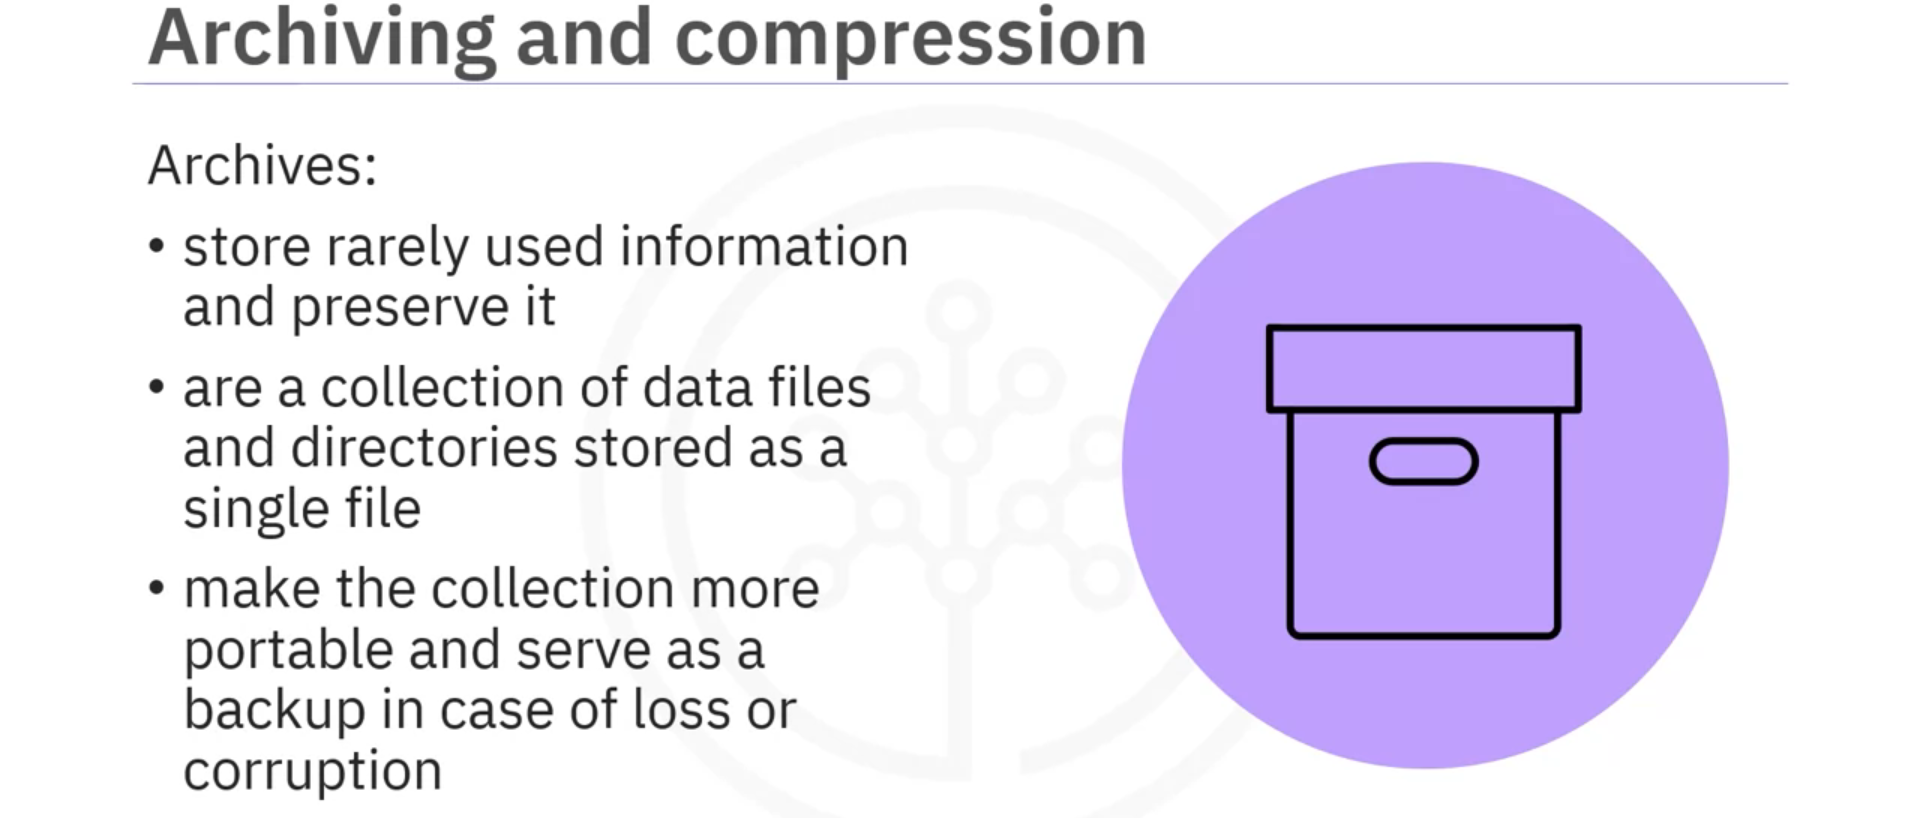 Archiving and compression
Archives:
• store rarely used information
and preserve it
• are a collection of data files
and directories stored as a
single file
• make the collection more
portable and serve as a
backup in case of loss or
corruption